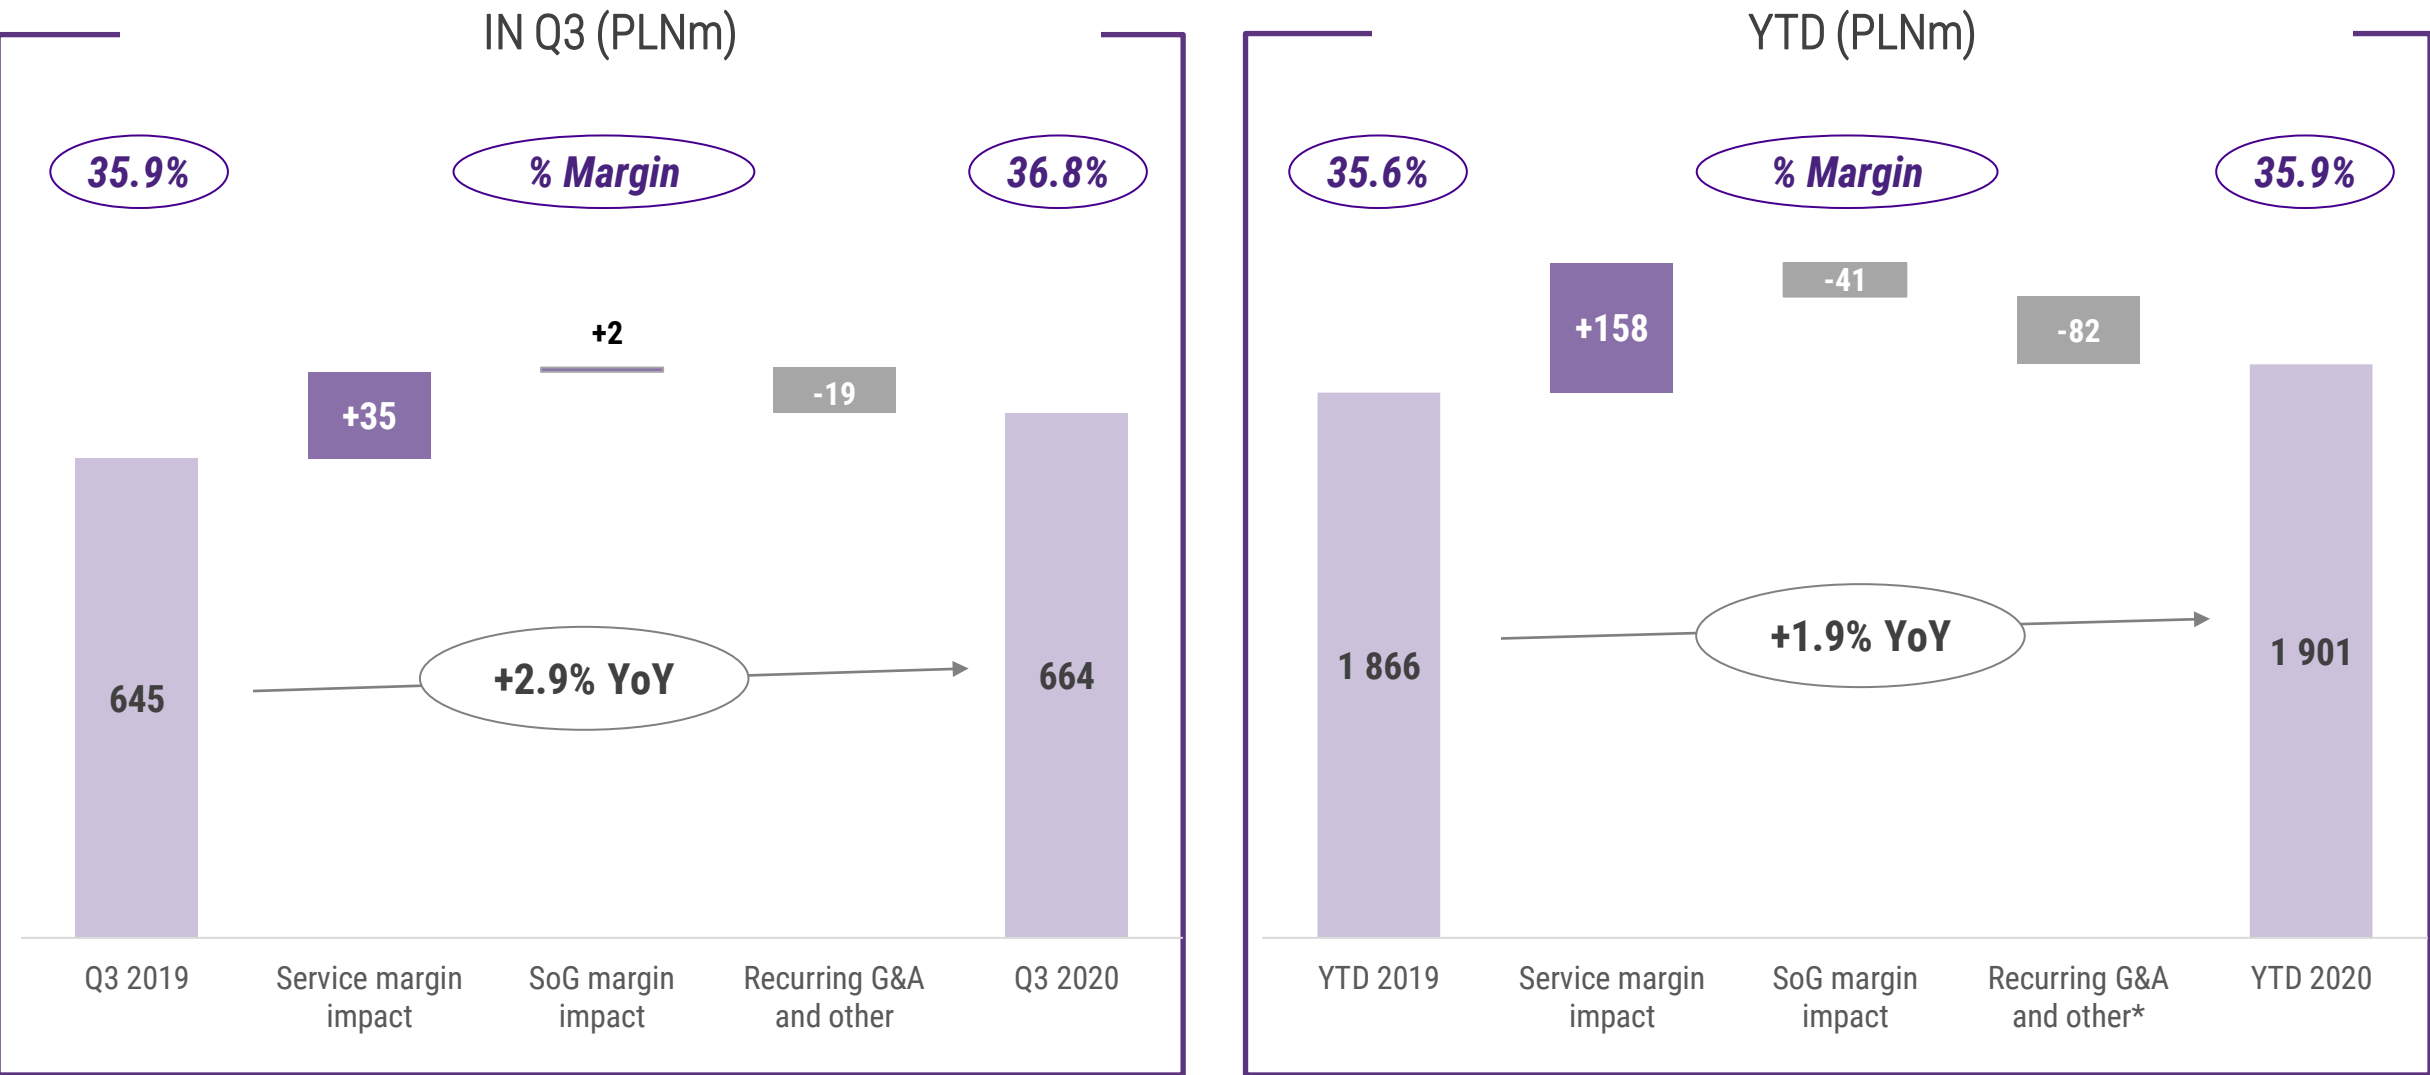 IN Q3 (PLNm)
35.9%
% Margin
36.8%
+35
+2
-19
645
+2.9% YoY
664
Q3 2019
Service margin
impact
SoG margin
impact
Recurring G&A
and other
Q3 2020
YTD (PLNm)
35.6%
% Margin
35.9%
+158
-41
-82
1 866
+1.9% YoY
1 901
YTD 2019
Service margin
impact
SoG margin
impact
Recurring G&A
and other*
YTD 2020